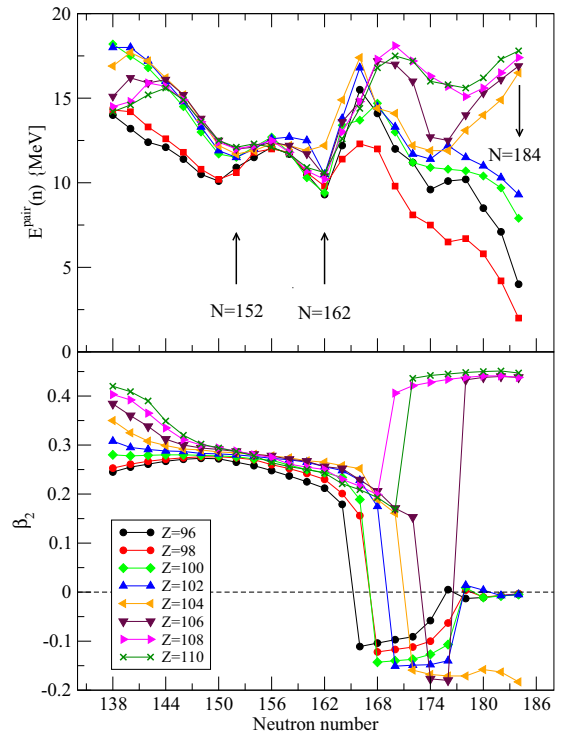 20
15
10
5
0
E^pair(n) {MeV]
N=152
N=162
N=184
0.4
0.3
0.2
0.1
0
-0.1
-0.2
β₂
Z=96
Z=98
Z=100
Z=102
Z=104
Z=106
Z=108
Z=110
138 144 150 156 162 168 174 180 186
Neutron number